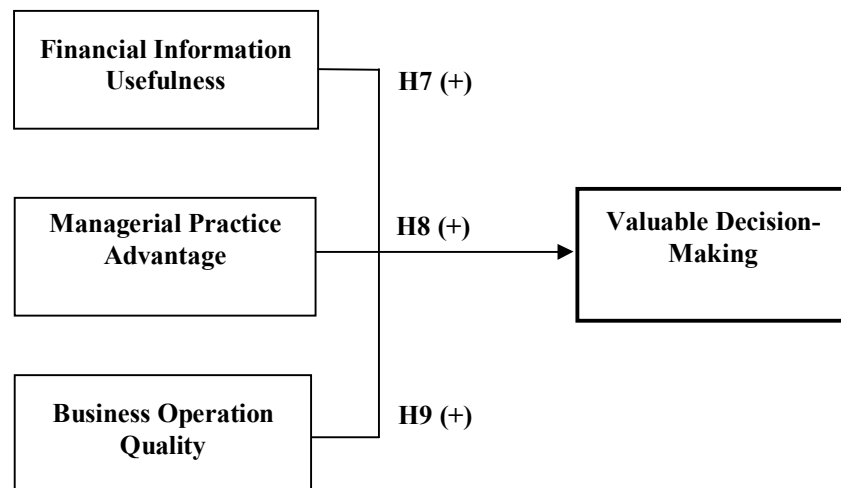 Financial Information
Usefulness
H7 (+)
Managerial Practice
Advantage
H8 (+)
Valuable Decision-
Making
Business Operation
Quality
H9 (+)